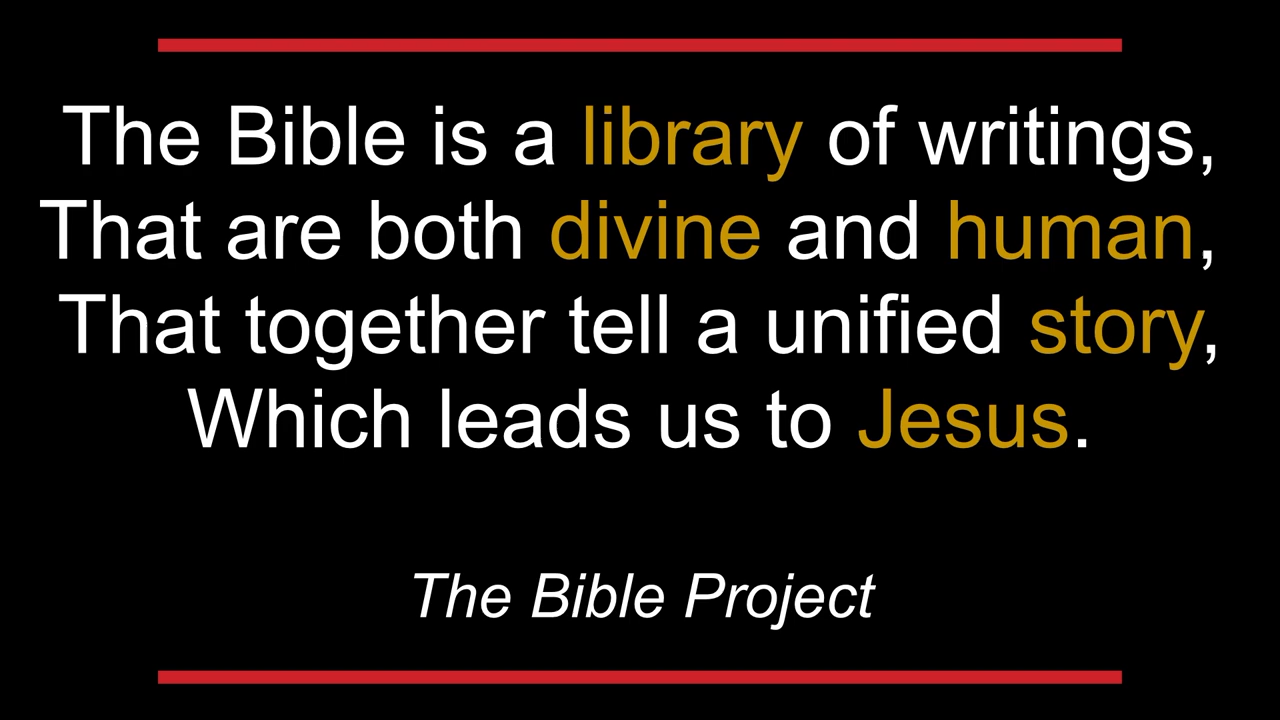 The Bible is a library of writings,
That are both divine and human,
That together tell a unified story,
Which leads us to Jesus.
The Bible Project